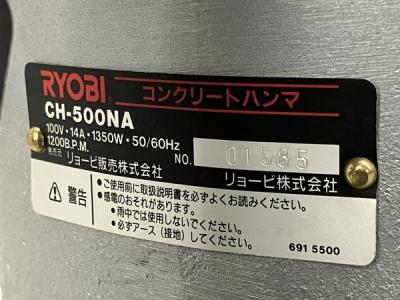 RYOBI コンクリートハンマ
CH-500NA
100V・14A・1350W・50/60Hz
1200B.P.M. NO. 01585
発売元 リョービ販売株式会社 リョービ株式会社
警告
・ご使用前に取扱説明書を必ずよくお読みください。
・感電のおそれがあります。
・雨中では使用しないでください。
・必ずアース（接地）してください。
691 5500